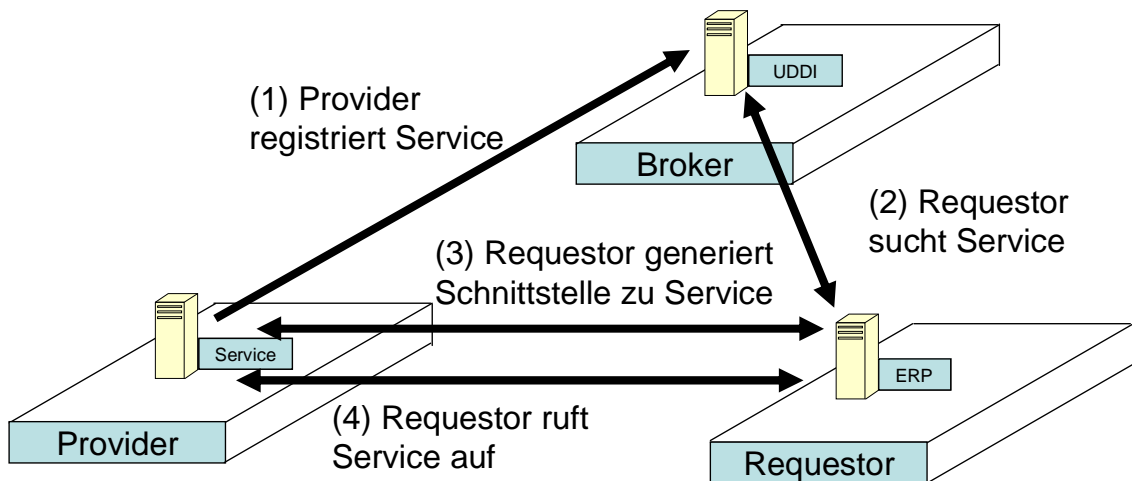 UDDI
(1) Provider
registriert Service
Broker
(2) Requestor
sucht Service
(3) Requestor generiert
Schnittstelle zu Service
Service
ERP
(4) Requestor ruft
Service auf
Provider
Requestor